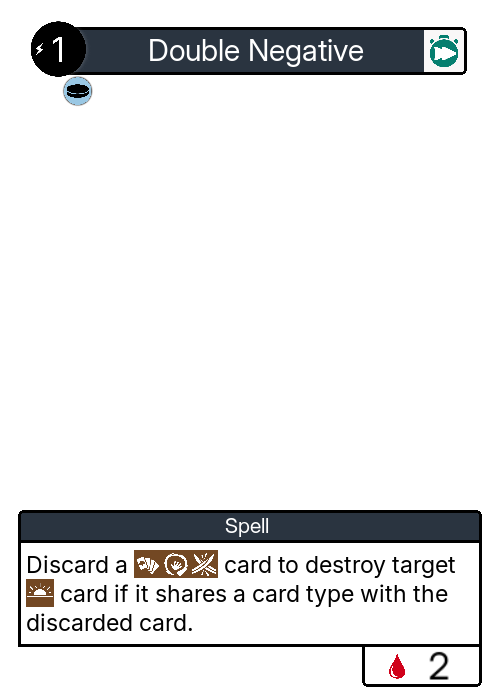 1 Double Negative
Spell
Discard a card to destroy target
card if it shares a card type with the
discarded card.
2